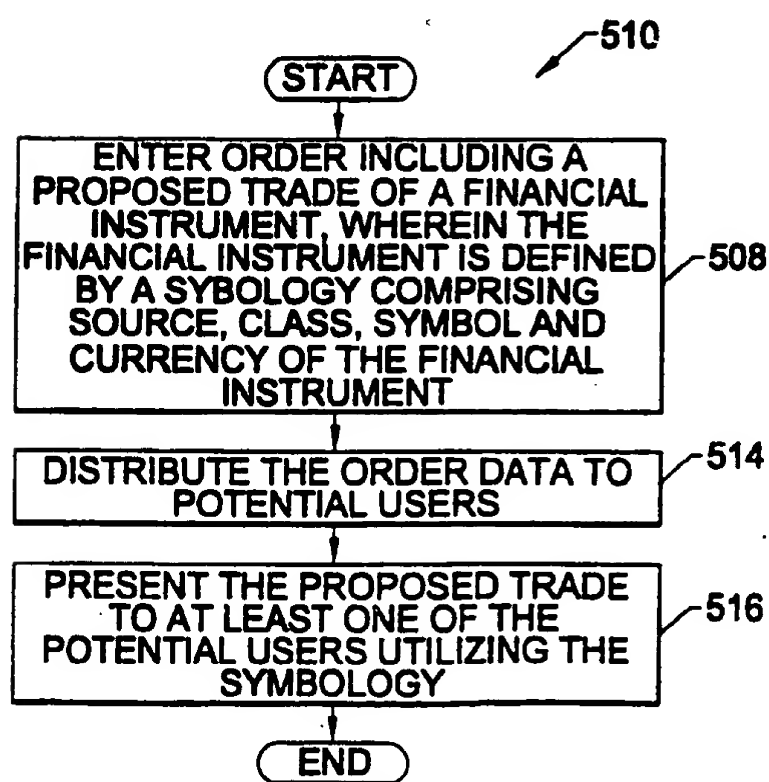 510
START
ENTER ORDER INCLUDING A
PROPOSED TRADE OF A FINANCIAL
INSTRUMENT, WHEREIN THE
FINANCIAL INSTRUMENT IS DEFINED
BY A SYBOLOGY COMPRISING
SOURCE, CLASS, SYMBOL AND
CURRENCY OF THE FINANCIAL
INSTRUMENT
508
DISTRIBUTE THE ORDER DATA TO
POTENTIAL USERS
514
PRESENT THE PROPOSED TRADE
TO AT LEAST ONE OF THE
POTENTIAL USERS UTILIZING THE
SYMBOLOGY
516
END